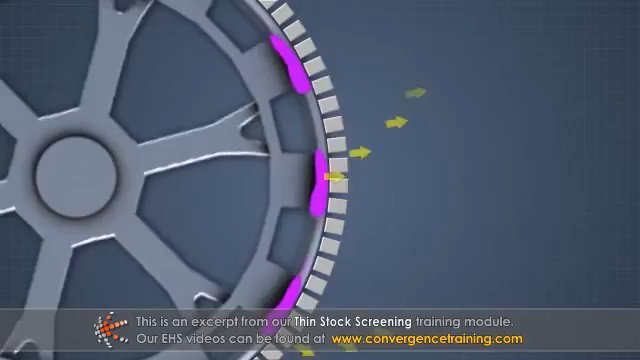 This is an excerpt from our Thin Stock Screening training module.
Our EHS videos can be found at www.convergencetraining.com